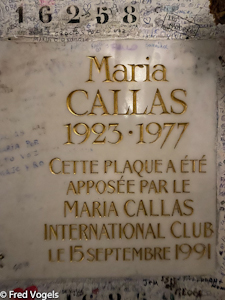 16258
Maria
CALLAS
1923·1977
CETTE PLAQUE A ÉTÉ
APPOSÉE PAR LE
MARIA CALLAS
INTERNATIONAL CLUB
LE 15 SEPTEMBRE 1991
© Fred Vogels